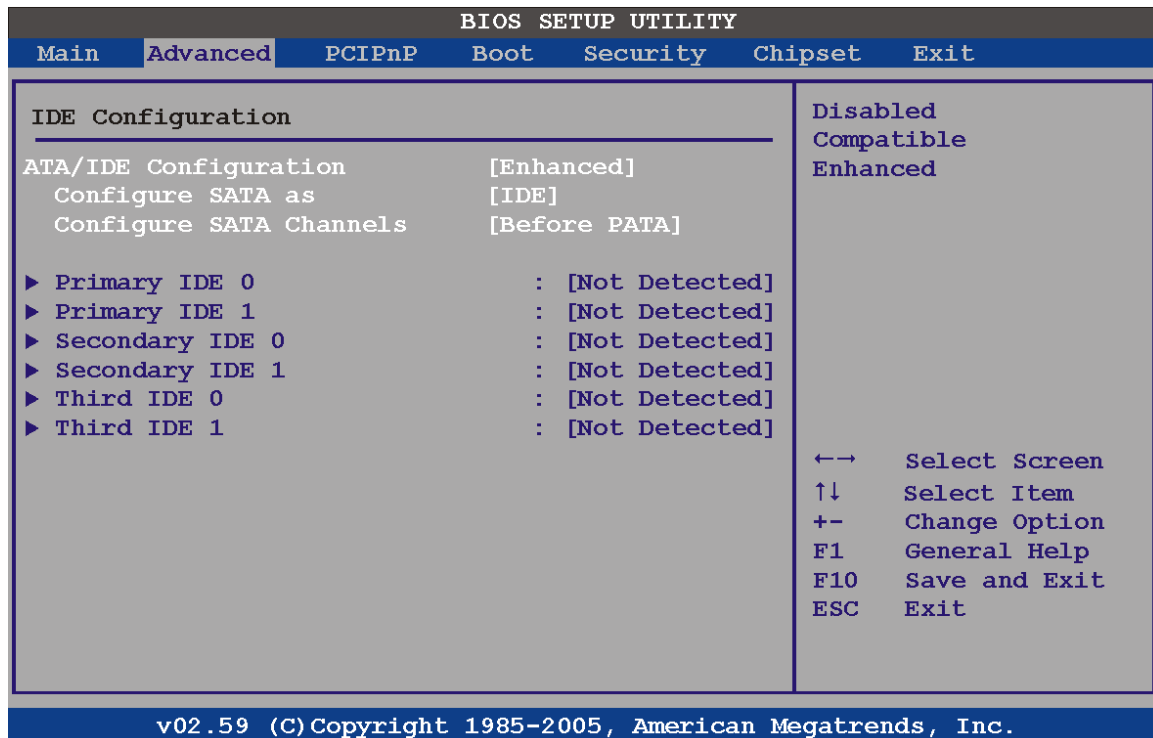 BIOS SETUP UTILITY
Main Advanced PCIPnP Boot Security Chipset Exit
IDE Configuration
ATA/IDE Configuration [Enhanced]
Configure SATA as [IDE]
Configure SATA Channels [Before PATA]
▶ Primary IDE 0 : [Not Detected]
▶ Primary IDE 1 : [Not Detected]
▶ Secondary IDE 0 : [Not Detected]
▶ Secondary IDE 1 : [Not Detected]
▶ Third IDE 0 : [Not Detected]
▶ Third IDE 1 : [Not Detected]
Disabled
Compatible
Enhanced
←→ Select Screen
↑↓ Select Item
+- Change Option
F1 General Help
F10 Save and Exit
ESC Exit
v02.59 (C)Copyright 1985-2005, American Megatrends, Inc.